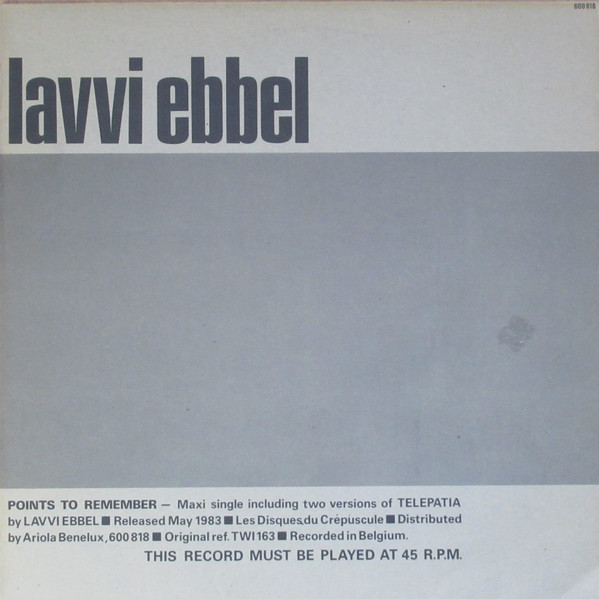 600 818
lavvi ebbel
POINTS TO REMEMBER — Maxi single including two versions of TELEPATIA
by LAVVI EBBEL ■ Released May 1983 ■ Les Disques,du Crépuscule ■ Distributed
by Ariola Benelux,600 818 ■ Original ref. TWI 163 ■ Recorded in Belgium.
THIS RECORD MUST BE PLAYED AT 45 R.P.M.